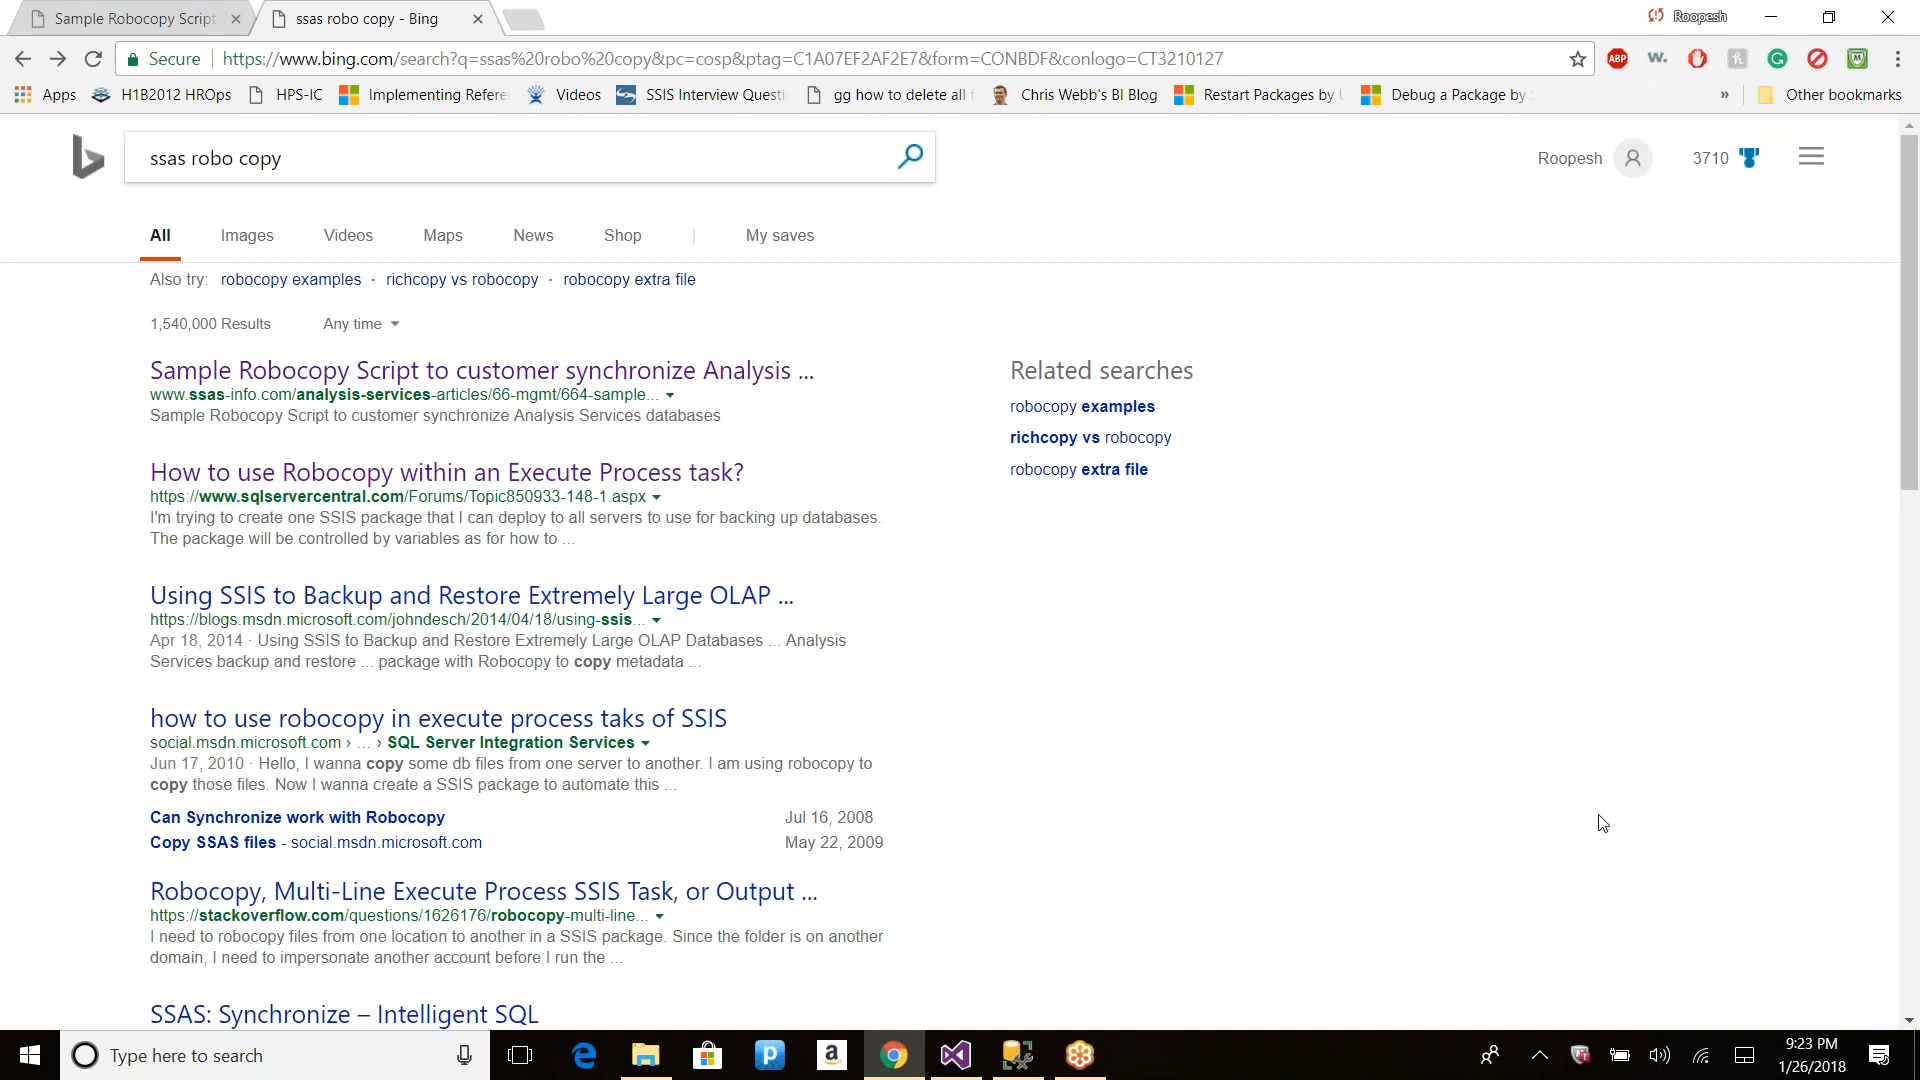 Sample Robocopy Script
ssas robo copy - Bing
Roopesh
Secure
https://www.bing.com/search?q=ssas%20robo%20copy&pc=cosp&ptag=C1A07EF2AF2E7&form=CONBDF&conlogo=CT3210127
ABP
W.
Apps
H1B2012 HROps
HPS-IC
Implementing Refere
Videos
SSIS Interview Questi
gg how to delete all
Chris Webb's BI Blog
Restart Packages by
Debug a Package by
»
Other bookmarks
ssas robo copy
Roopesh
3710
All
Images
Videos
Maps
News
Shop
|
My saves
Also try: robocopy examples · richcopy vs robocopy · robocopy extra file
1,540,000 Results
Any time
Sample Robocopy Script to customer synchronize Analysis ...
www.ssas-info.com/analysis-services-articles/66-mgmt/664-sample...
Sample Robocopy Script to customer synchronize Analysis Services databases
How to use Robocopy within an Execute Process task?
https://www.sqlservercentral.com/Forums/Topic850933-148-1.aspx
I'm trying to create one SSIS package that I can deploy to all servers to use for backing up databases.
The package will be controlled by variables as for how to ...
Using SSIS to Backup and Restore Extremely Large OLAP ...
https://blogs.msdn.microsoft.com/johndesch/2014/04/18/using-ssis...
Apr 18, 2014 · Using SSIS to Backup and Restore Extremely Large OLAP Databases ... Analysis
Services backup and restore ... package with Robocopy to copy metadata ...
how to use robocopy in execute process taks of SSIS
social.msdn.microsoft.com › ... › SQL Server Integration Services
Jun 17, 2010 · Hello, I wanna copy some db files from one server to another. I am using robocopy to
copy those files. Now I wanna create a SSIS package to automate this ...
Can Synchronize work with Robocopy
Jul 16, 2008
Copy SSAS files - social.msdn.microsoft.com
May 22, 2009
Robocopy, Multi-Line Execute Process SSIS Task, or Output ...
https://stackoverflow.com/questions/1626176/robocopy-multi-line...
I need to robocopy files from one location to another in a SSIS package. Since the folder is on another
domain, I need to impersonate another account before I run the ...
SSAS: Synchronize – Intelligent SQL
Related searches
robocopy examples
richcopy vs robocopy
robocopy extra file
Type here to search
9:23 PM
1/26/2018